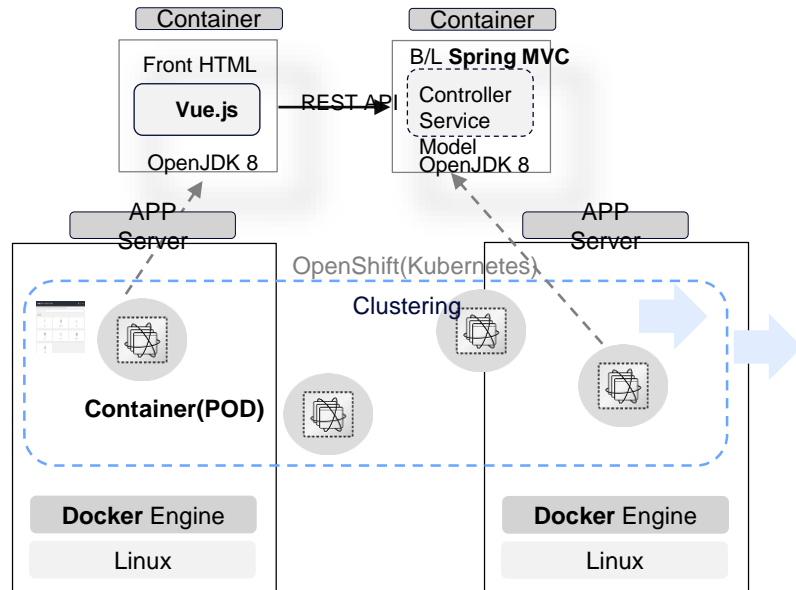 Container
Container
Front HTML
B/L Spring MVC
Vue.js
REST API
Controller
Service
Model
OpenJDK 8
OpenJDK 8
APP
Server
APP
Server
OpenShift(Kubernetes)
Clustering
Container(POD)
Docker Engine
Docker Engine
Linux
Linux